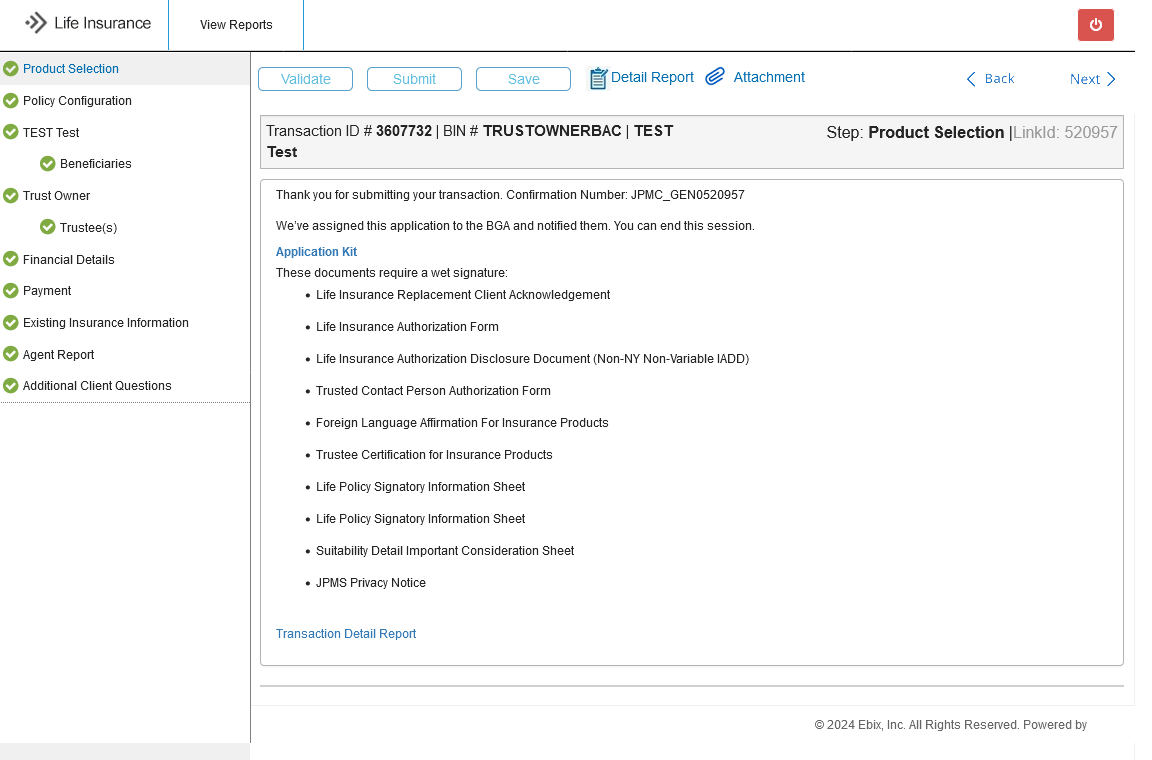 Life Insurance
View Reports
Product Selection
Policy Configuration
TEST Test
Beneficiaries
Trust Owner
Trustee(s)
Financial Details
Payment
Existing Insurance Information
Agent Report
Additional Client Questions
Validate
Submit
Save
Detail Report
Attachment
Back
Next
Transaction ID # 3607732 | BIN # TRUSTOWNERBAC | TEST
Test
Step: Product Selection |LinkId: 520957
Thank you for submitting your transaction. Confirmation Number: JPMC_GEN0520957
We've assigned this application to the BGA and notified them. You can end this session.
Application Kit
These documents require a wet signature:
• Life Insurance Replacement Client Acknowledgement
• Life Insurance Authorization Form
• Life Insurance Authorization Disclosure Document (Non-NY Non-Variable IADD)
• Trusted Contact Person Authorization Form
• Foreign Language Affirmation For Insurance Products
• Trustee Certification for Insurance Products
• Life Policy Signatory Information Sheet
• Life Policy Signatory Information Sheet
• Suitability Detail Important Consideration Sheet
• JPMS Privacy Notice
Transaction Detail Report
© 2024 Ebix, Inc. All Rights Reserved. Powered by